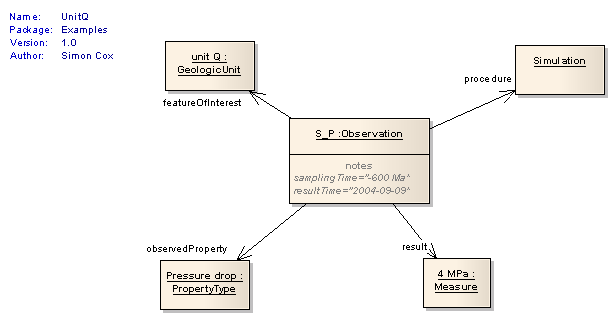 Name: UnitQ
Package: Examples
Version: 1.0
Author: Simon Cox
unit Q :
GeologicUnit
Simulation
procedure
featureOfInterest
S_P :Observation
notes
samplingTime="-600 Ma"
resultTime="2004-09-09"
observedProperty
result
Pressure drop :
PropertyType
4 MPa :
Measure